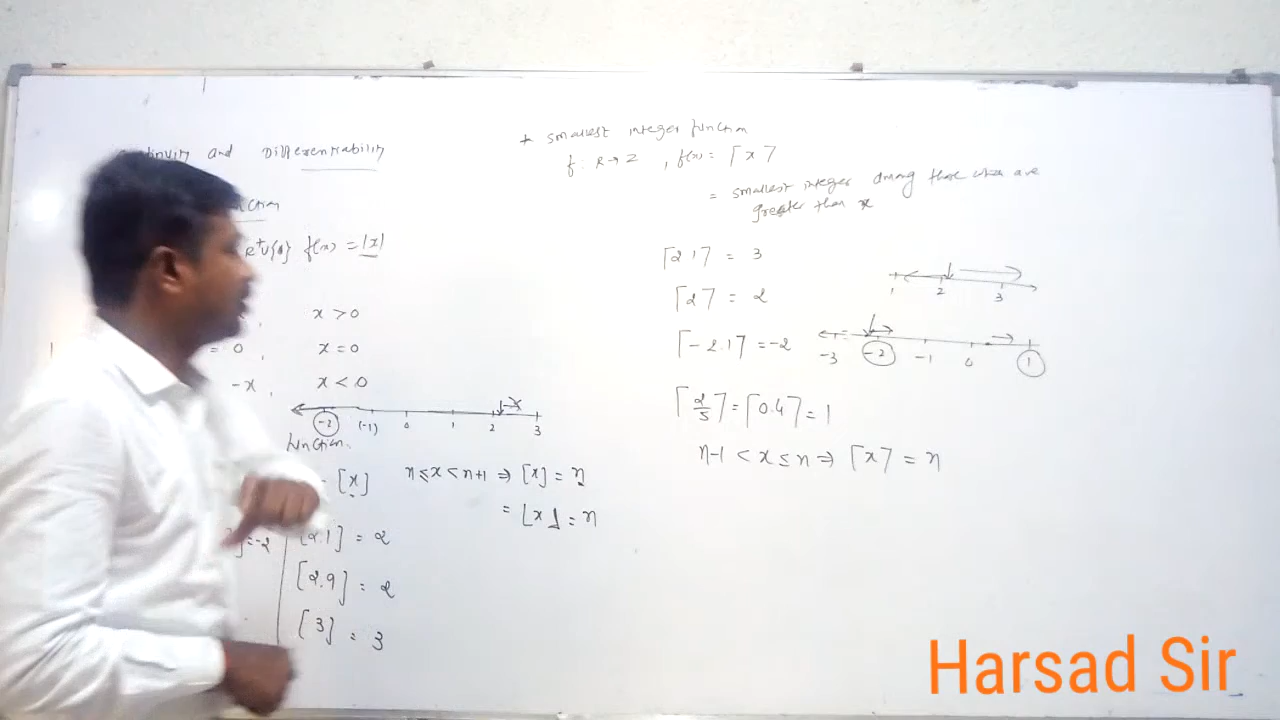 and Differentiability
R⁺∪{0} f(x) = |x|
x > 0
= 0, x = 0
-x, x < 0
-2 (-1) 0 1 2 3
function.
= [x] n ≤ x < n+1 ⇒ [x] = n
= ⌊x⌋ = n
] = -2 [2.1] = 2
[2.9] = 2
[3] = 3
* smallest integer function
f: R → Z , f(x) = ⌈x⌉
= smallest integer among those which are
greater than x
⌈2.1⌉ = 3
1 2 3
⌈2⌉ = 2
⌈-2.1⌉ = -2
-3 -2 -1 0 1
⌈2/5⌉ = ⌈0.4⌉ = 1
n-1 < x ≤ n ⇒ ⌈x⌉ = n
Harsad Sir